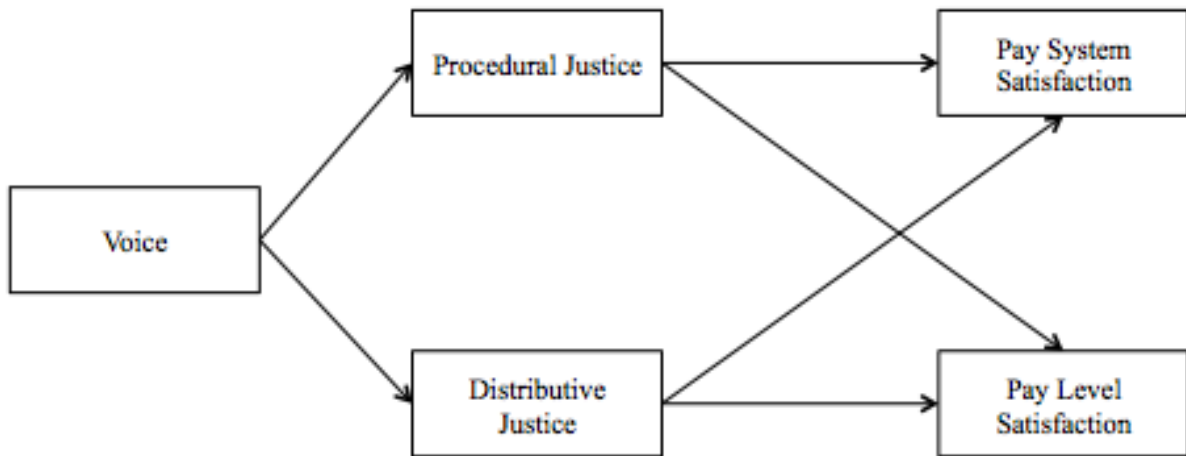 Procedural Justice
Pay System
Satisfaction
Voice
Distributive
Justice
Pay Level
Satisfaction